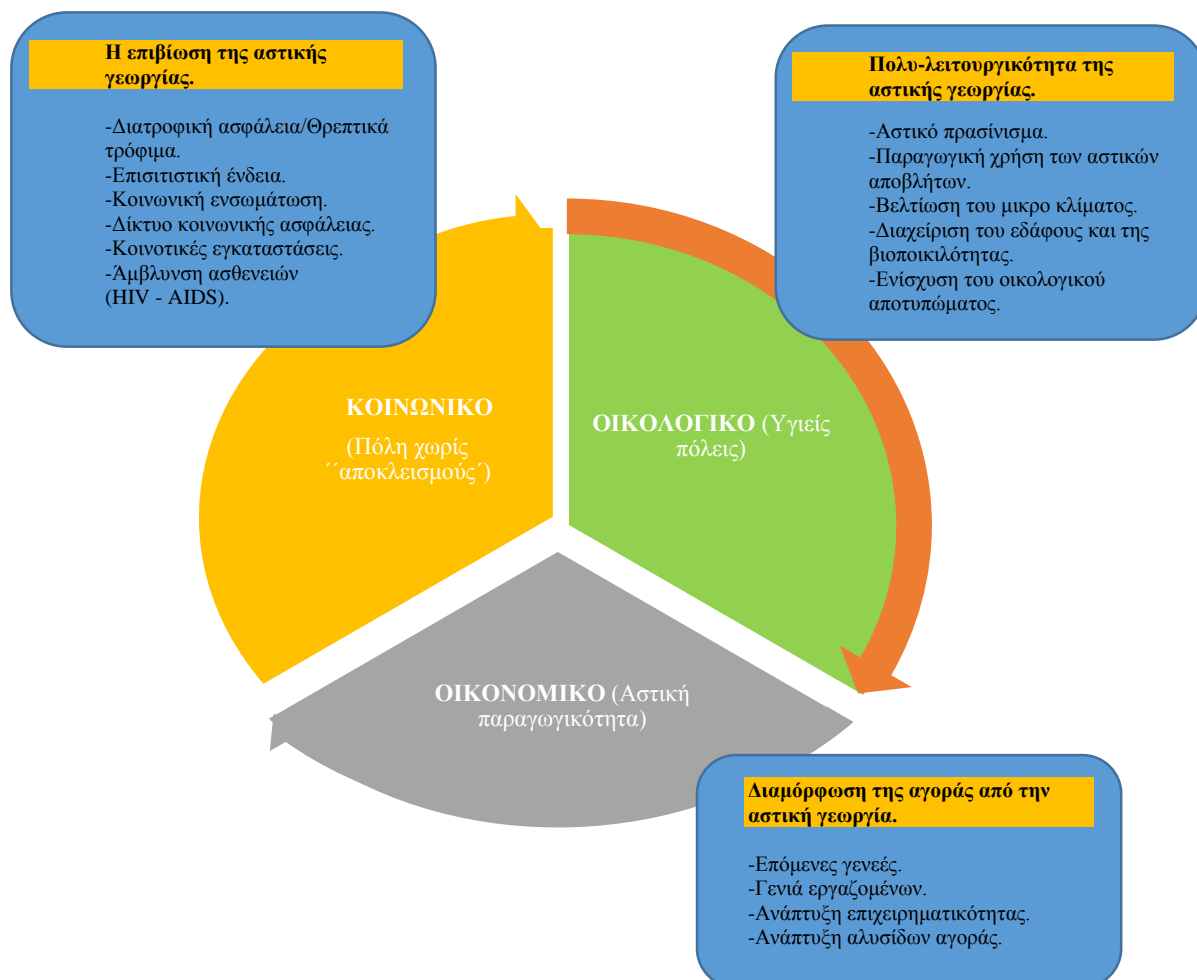 Η επιβίωση της αστικής
γεωργίας.
-Διατροφική ασφάλεια/Θρεπτικά
τρόφιμα.
-Επισιτιστική ένδεια.
-Κοινωνική ενσωμάτωση.
-Δίκτυο κοινωνικής ασφάλειας.
-Κοινοτικές εγκαταστάσεις.
-Άμβλυνση ασθενειών
(HIV - AIDS).
Πολυ-λειτουργικότητα της
αστικής γεωργίας.
-Αστικό πρασίνισμα.
-Παραγωγική χρήση των αστικών
αποβλήτων.
-Βελτίωση του μικρο κλίματος.
-Διαχείριση του εδάφους και της
βιοποικιλότητας.
-Ενίσχυση του οικολογικού
αποτυπώματος.
ΚΟΙΝΩΝΙΚΟ
(Πόλη χωρίς
´´αποκλεισμούς´)
ΟΙΚΟΛΟΓΙΚΟ (Υγιείς
πόλεις)
ΟΙΚΟΝΟΜΙΚΟ (Αστική
παραγωγικότητα)
Διαμόρφωση της αγοράς από την
αστική γεωργία.
-Επόμενες γενεές.
-Γενιά εργαζομένων.
-Ανάπτυξη επιχειρηματικότητας.
-Ανάπτυξη αλυσίδων αγοράς.